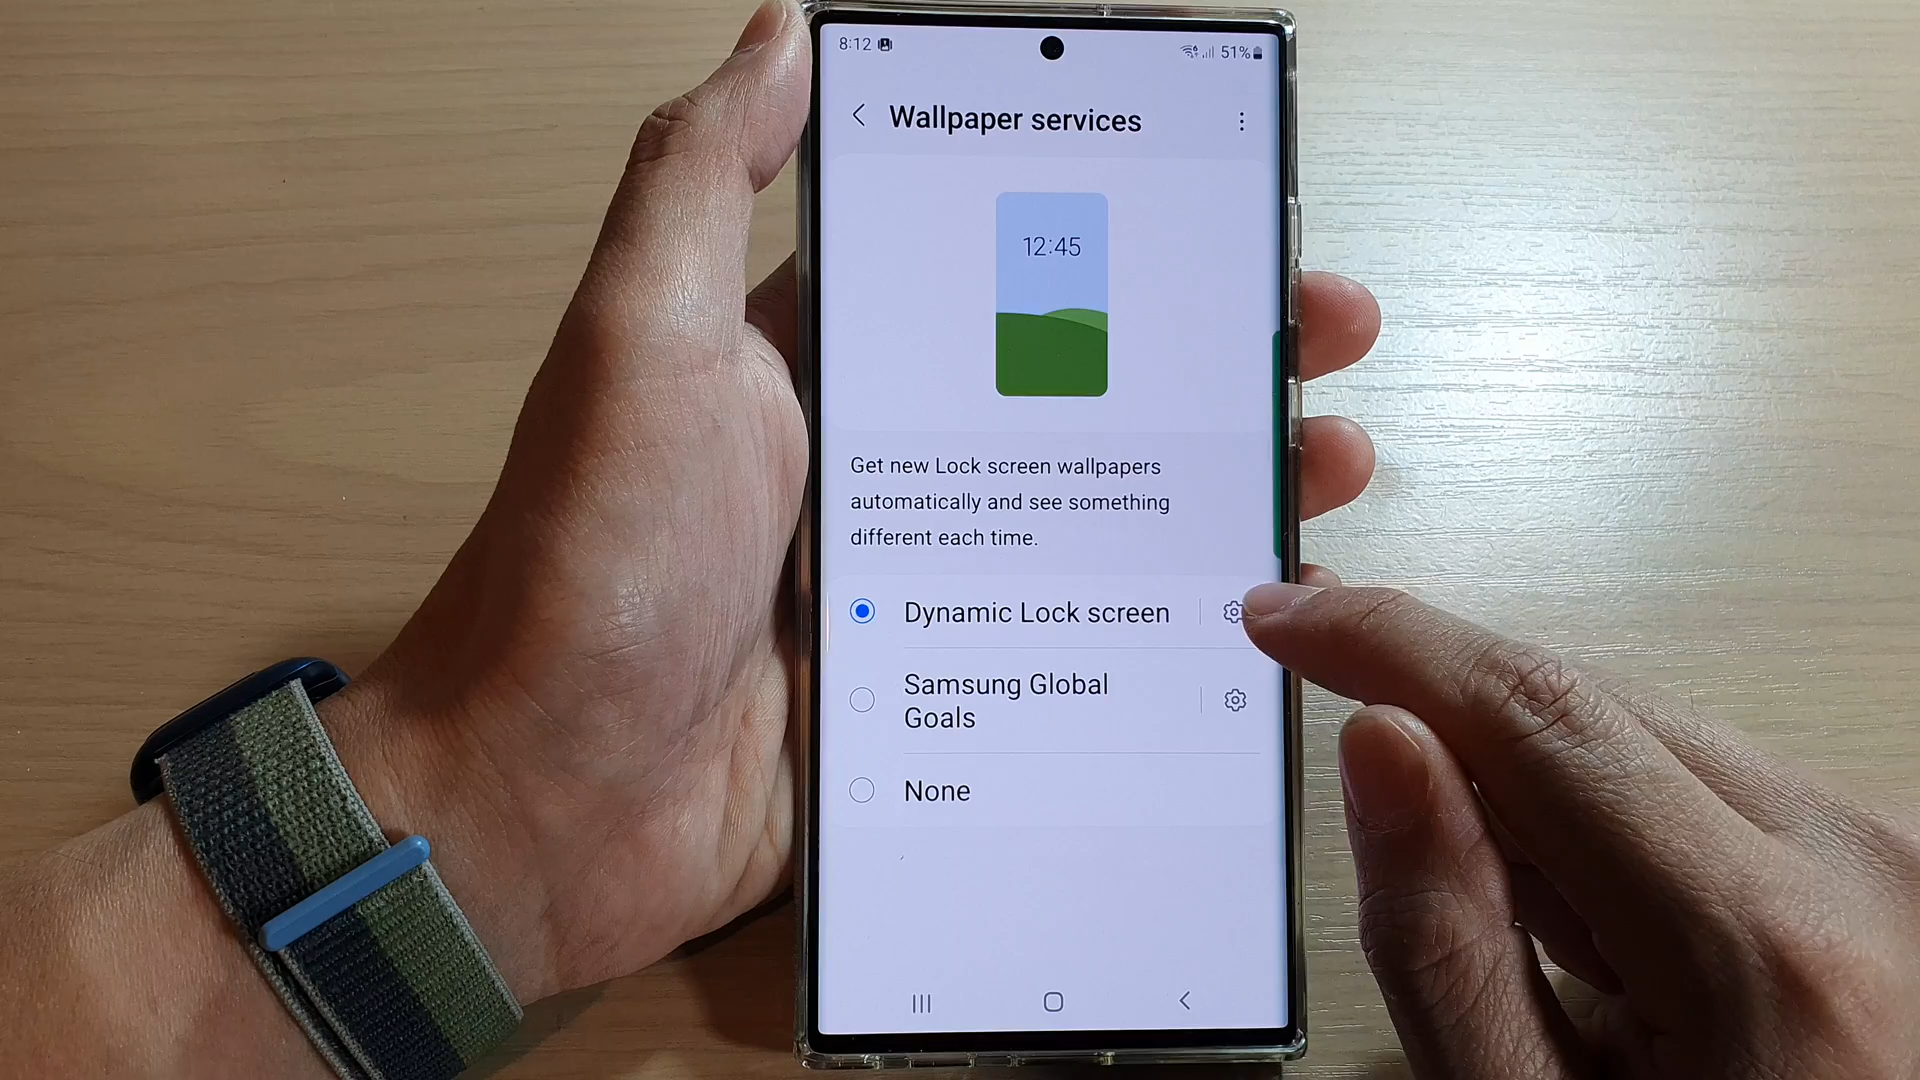 8:12
51%
Wallpaper services
12:45
Get new Lock screen wallpapers
automatically and see something
different each time.
Dynamic Lock screen
Samsung Global
Goals
None